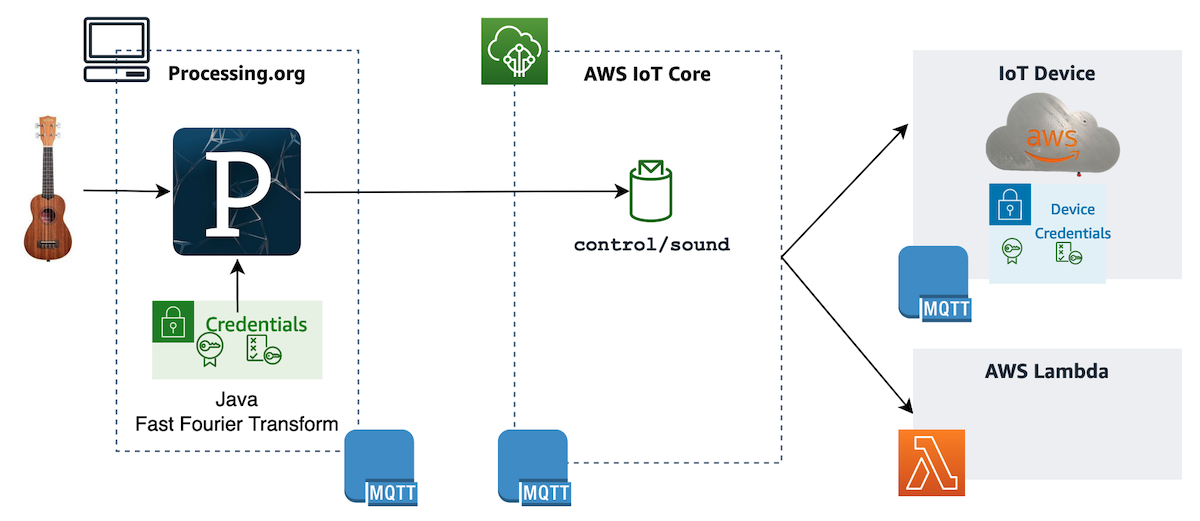 Processing.org
P
Credentials
Java
Fast Fourier Transform
MQTT
AWS IoT Core
control/sound
MQTT
IoT Device
aws
Device
Credentials
MQTT
AWS Lambda